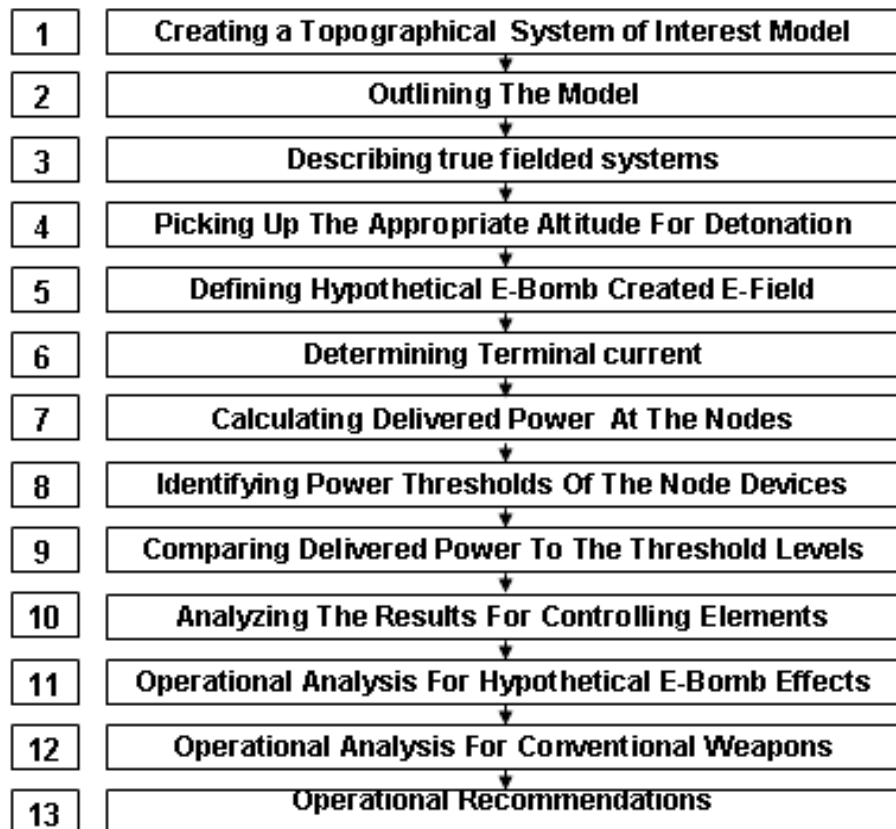 1 Creating a Topographical System of Interest Model
2 Outlining The Model
3 Describing true fielded systems
4 Picking Up The Appropriate Altitude For Detonation
5 Defining Hypothetical E-Bomb Created E-Field
6 Determining Terminal current
7 Calculating Delivered Power At The Nodes
8 Identifying Power Thresholds Of The Node Devices
9 Comparing Delivered Power To The Threshold Levels
10 Analyzing The Results For Controlling Elements
11 Operational Analysis For Hypothetical E-Bomb Effects
12 Operational Analysis For Conventional Weapons
13 Operational Recommendations